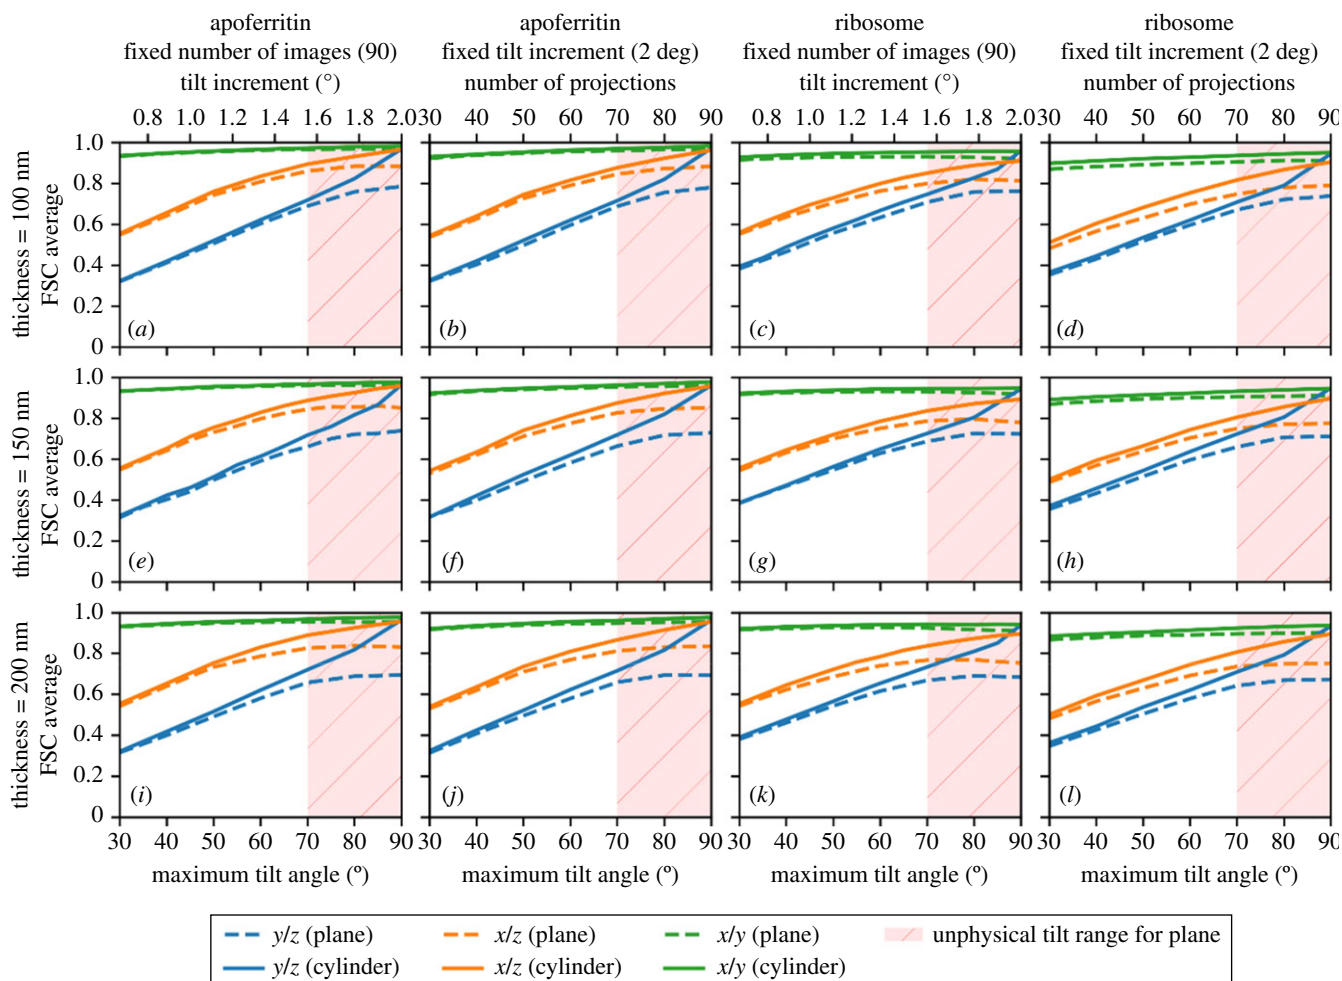 apoferritin
fixed number of images (90)
tilt increment (°)
apoferritin
fixed tilt increment (2 deg)
number of projections
ribosome
fixed number of images (90)
tilt increment (°)
ribosome
fixed tilt increment (2 deg)
number of projections
0.8 1.0 1.2 1.4 1.6 1.8 2.0
30 40 50 60 70 80 90
0.8 1.0 1.2 1.4 1.6 1.8 2.0
30 40 50 60 70 80 90
thickness = 100 nm
FSC average
1.0
0.8
0.6
0.4
0.2
0
(a)
(b)
(c)
(d)
thickness = 150 nm
FSC average
1.0
0.8
0.6
0.4
0.2
0
(e)
(f)
(g)
(h)
thickness = 200 nm
FSC average
1.0
0.8
0.6
0.4
0.2
0
(i)
(j)
(k)
(l)
30 40 50 60 70 80 90
30 40 50 60 70 80 90
30 40 50 60 70 80 90
30 40 50 60 70 80 90
maximum tilt angle (º)
maximum tilt angle (º)
maximum tilt angle (º)
maximum tilt angle (º)
y/z (plane)
x/z (plane)
x/y (plane)
unphysical tilt range for plane
y/z (cylinder)
x/z (cylinder)
x/y (cylinder)